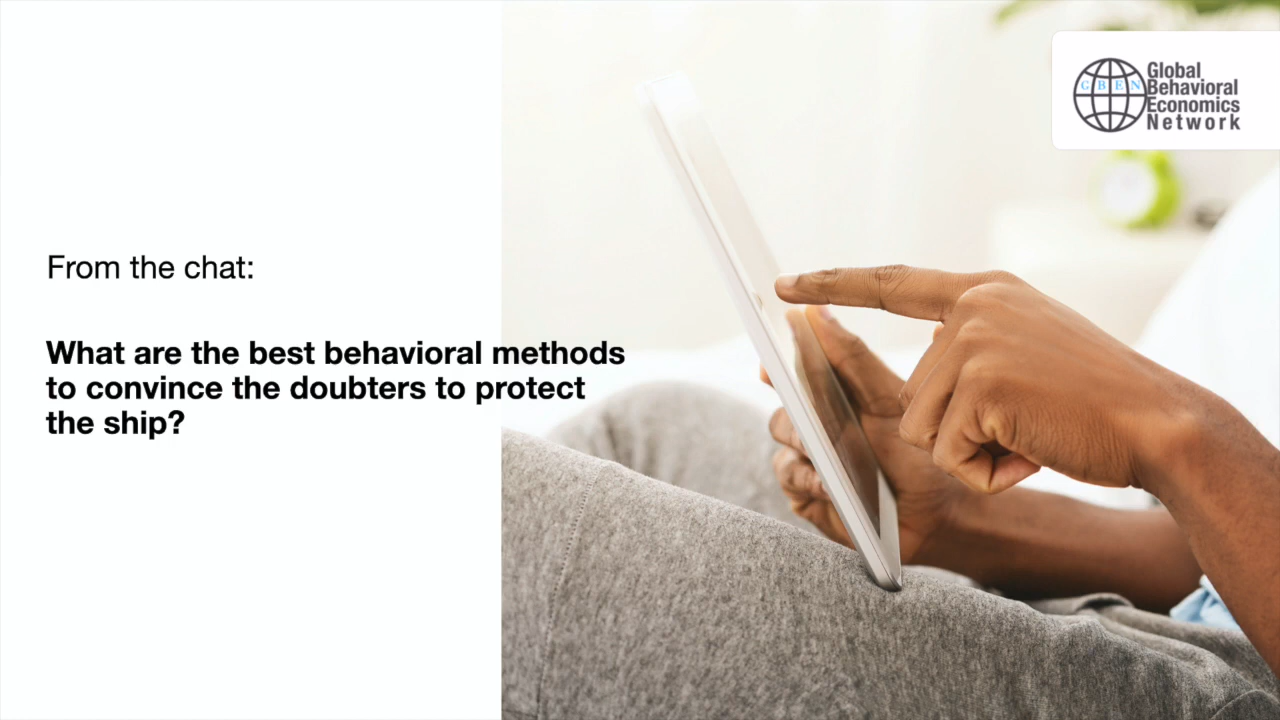 From the chat:
What are the best behavioral methods
to convince the doubters to protect
the ship?
GBEN
Global
Behavioral
Economics
Network